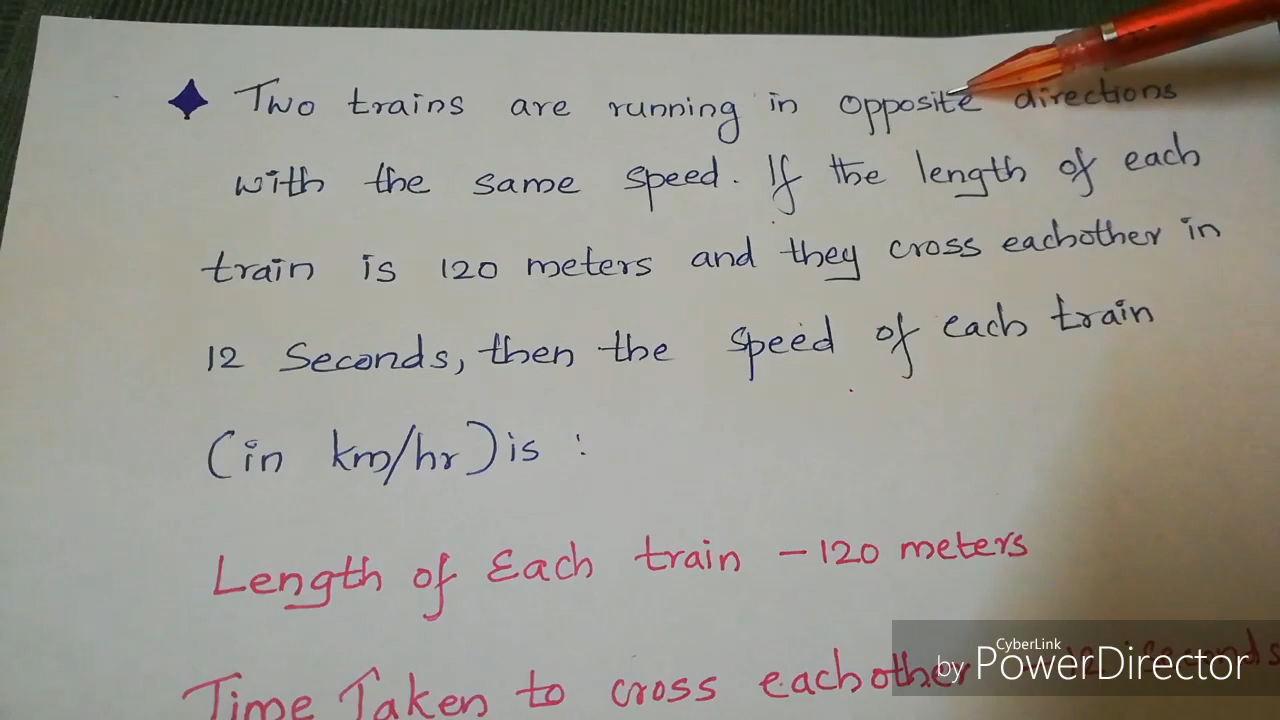 Two trains are running in opposite directions
with the same speed. If the length of each
train is 120 meters and they cross eachother in
12 Seconds, then the speed of each train
(in km/hr) is :
Length of Each train - 120 meters
Time Taken to cross eachother
CyberLink
by PowerDirector